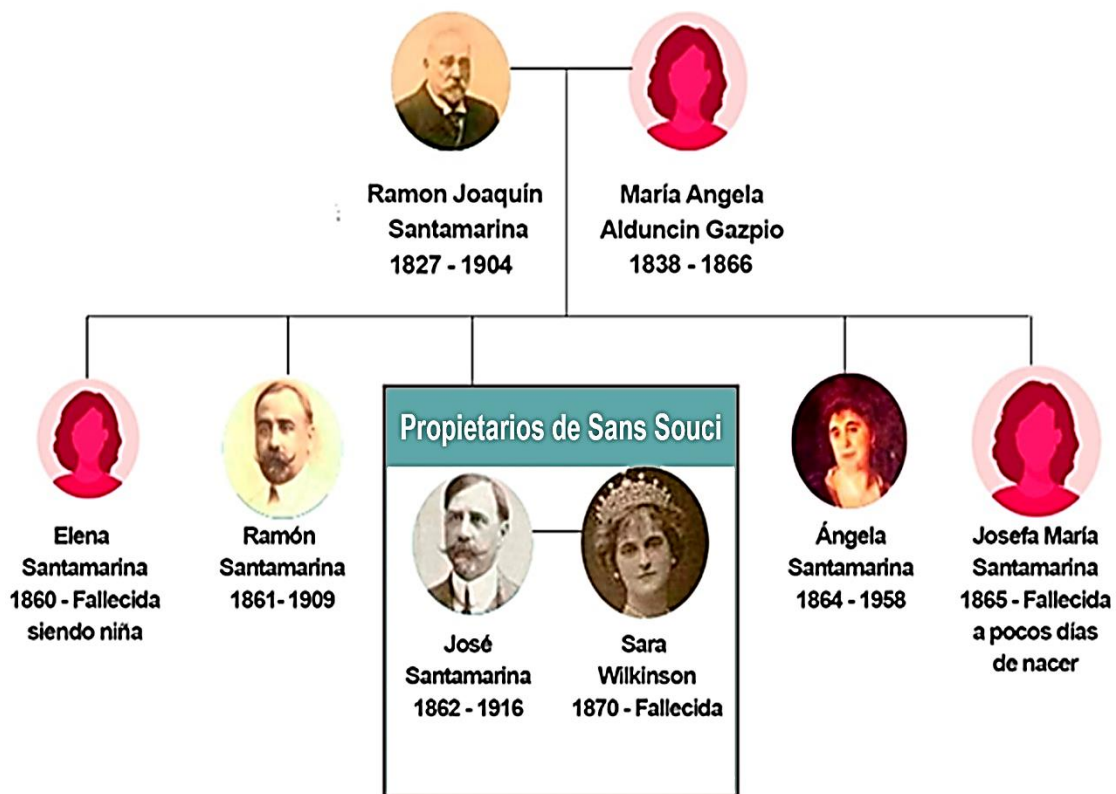 Ramon Joaquín
Santamarina
1827 - 1904
María Angela
Alduncin Gazpio
1838 - 1866
Propietarios de Sans Souci
Elena
Santamarina
1860 - Fallecida
siendo niña
Ramón
Santamarina
1861- 1909
José
Santamarina
1862 - 1916
Sara
Wilkinson
1870 - Fallecida
Ángela
Santamarina
1864 - 1958
Josefa María
Santamarina
1865 - Fallecida
a pocos días
de nacer